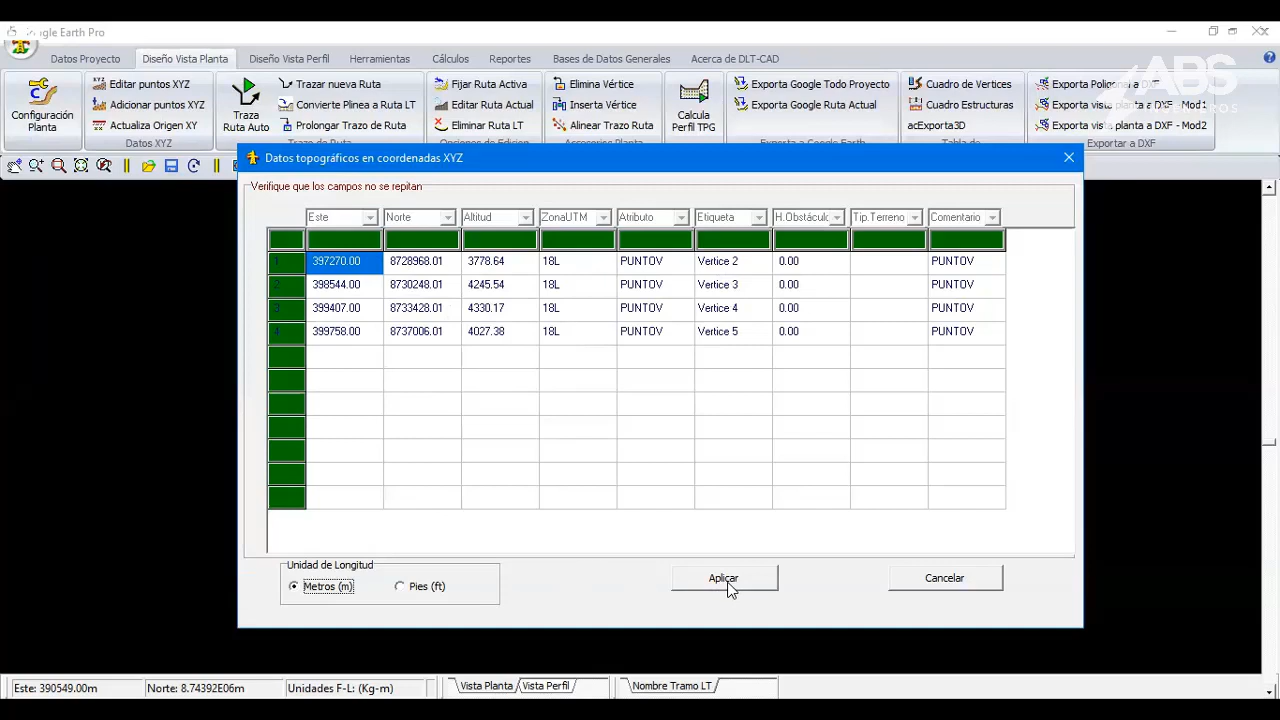 gle Earth Pro
Datos Proyecto
Diseño Vista Planta
Diseño Vista Perfil
Herramientas
Cálculos
Reportes
Bases de Datos Generales
Acerca de DLT-CAD
Configuración
Planta
Editar puntos XYZ
Adicionar puntos XYZ
Actualiza Origen XY
Datos XYZ
Traza
Ruta Auto
Trazar nueva Ruta
Convierte Plinea a Ruta LT
Prolongar Trazo de Ruta
Fijar Ruta Activa
Editar Ruta Actual
Eliminar Ruta LT
Elimina Vértice
Inserta Vértice
Alinear Trazo Ruta
Calcula
Perfil TPG
Exporta Google Todo Proyecto
Exporta Google Ruta Actual
Cuadro de Vertices
Cuadro Estructuras
acExporta3D
Exporta Poligonal a DXF
Exporta vista planta a DXF - Mod1
Exporta vista planta a DXF - Mod2
Exportar a DXF
ABS
Datos topográficos en coordenadas XYZ
Verifique que los campos no se repitan
Este Norte Altitud ZonaUTM Atributo Etiqueta H.Obstáculo Tip.Terreno Comentario
1 397270.00 8728968.01 3778.64 18L PUNTOV Vertice 2 0.00 PUNTOV
2 398544.00 8730248.01 4245.54 18L PUNTOV Vertice 3 0.00 PUNTOV
3 399407.00 8733428.01 4330.17 18L PUNTOV Vertice 4 0.00 PUNTOV
4 399758.00 8737006.01 4027.38 18L PUNTOV Vertice 5 0.00 PUNTOV
Unidad de Longitud
Metros (m)
Pies (ft)
Aplicar
Cancelar
Este: 390549.00m
Norte: 8.74392E06m
Unidades F-L: (Kg-m)
Vista Planta
Vista Perfil
Nombre Tramo LT